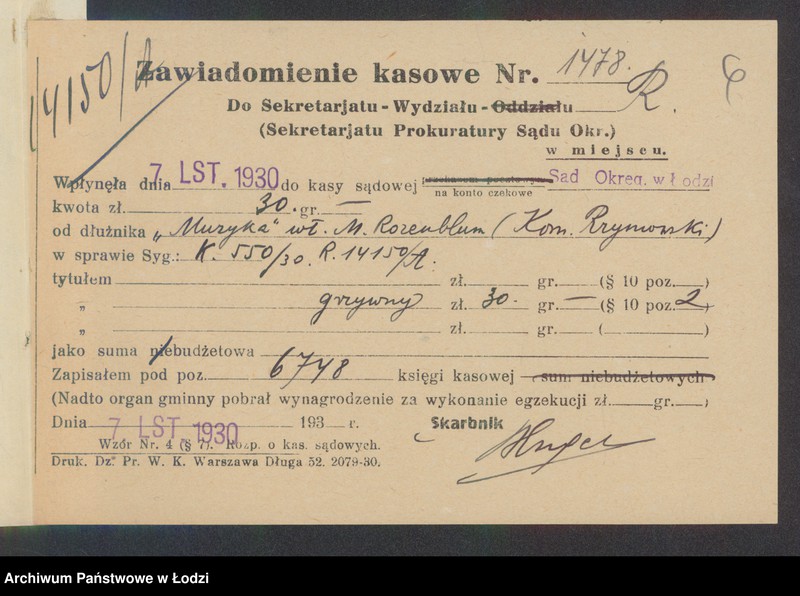 14150/A
Zawiadomienie kasowe Nr. 1478.
6
Do Sekretarjatu - Wydziału - Oddziału R.
(Sekretarjatu Prokuratury Sądu Okr.)
w miejscu.
Wpłynęła dnia 7 LST. 1930 do kasy sądowej Sąd Okręg. w Łodzi
na konto czekowe
kwota zł. 30. gr. —
od dłużnika „Muzyka" wł. M. Rozenblum (Kom. Rzymowski)
w sprawie Syg.: K. 550/30. R. 14150/A.
tytułem zł. gr. (§ 10 poz. )
„ grzywny zł. 30. gr. — (§ 10 poz. 2)
„ zł. gr. ( )
jako suma niebudżetowa
Zapisałem pod poz. 6748 księgi kasowej sum niebudżetowych
(Nadto organ gminny pobrał wynagrodzenie za wykonanie egzekucji zł. gr. )
Dnia 7 LST 1930 193 r. Skarbnik
Wzór Nr. 4 (§ 7). Rozp. o kas. sądowych.
Druk. Dz. Pr. W. K. Warszawa Długa 52. 2079-30.
Archiwum Państwowe w Łodzi